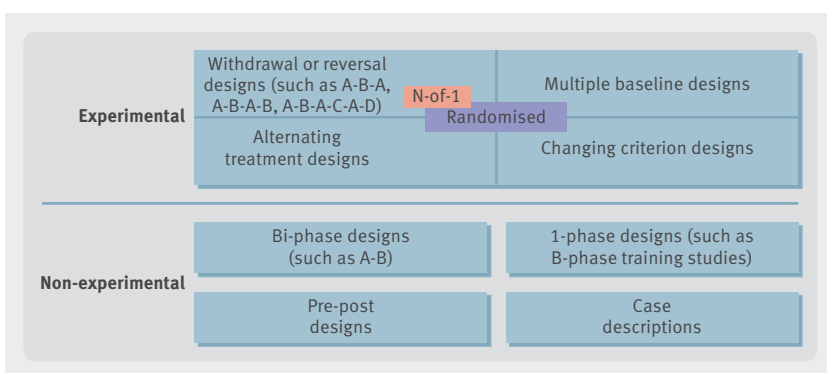 Experimental
Withdrawal or reversal
designs (such as A-B-A,
A-B-A-B, A-B-A-C-A-D)
N-of-1
Multiple baseline designs
Randomised
Alternating
treatment designs
Changing criterion designs
Non-experimental
Bi-phase designs
(such as A-B)
1-phase designs (such as
B-phase training studies)
Pre-post
designs
Case
descriptions